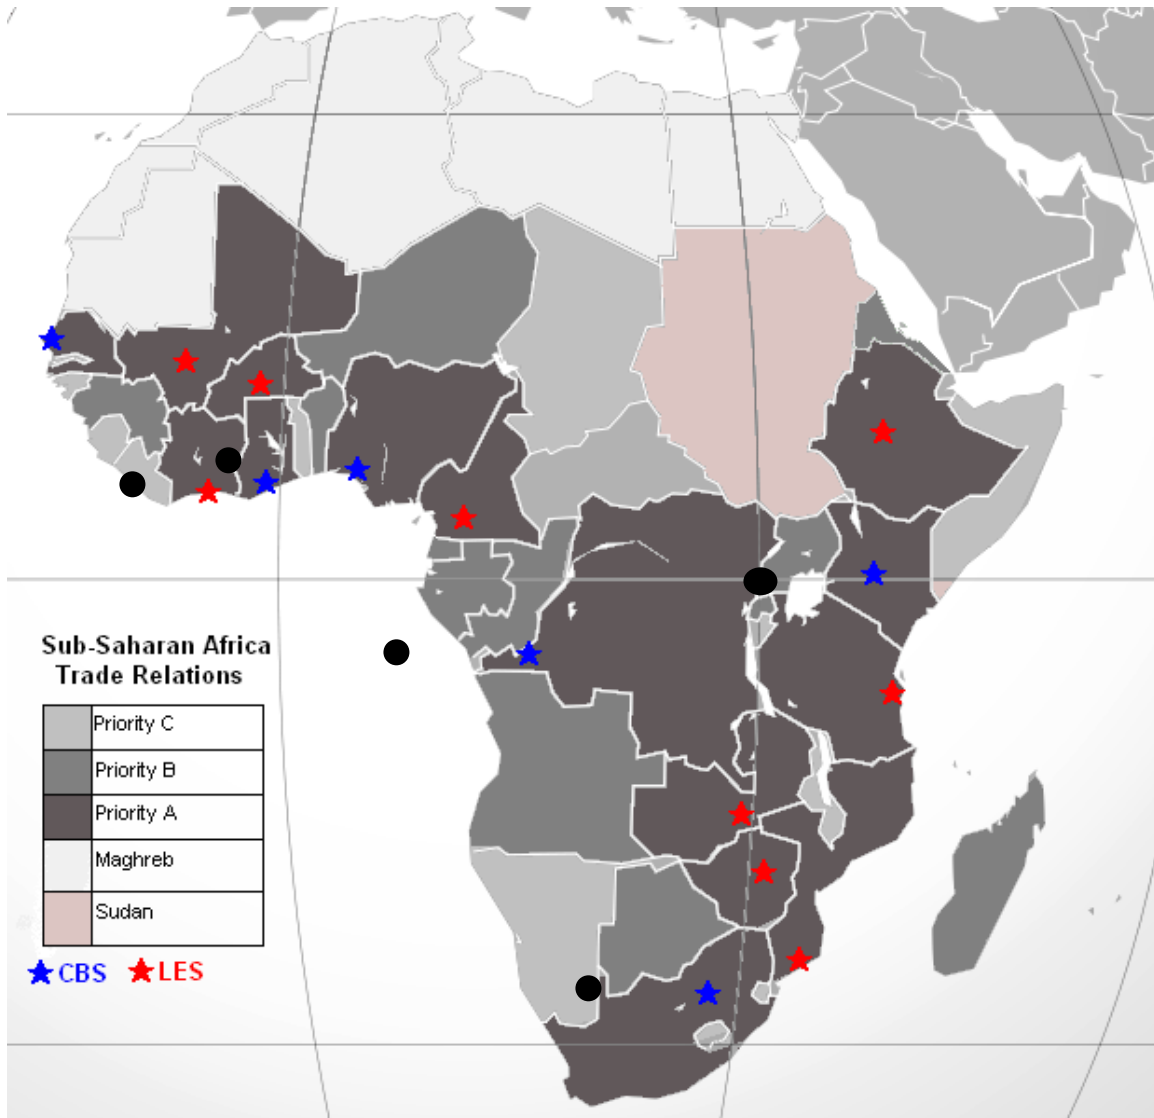 Sub-Saharan Africa
Trade Relations
Priority C
Priority B
Priority A
Maghreb
Sudan
CBS LES